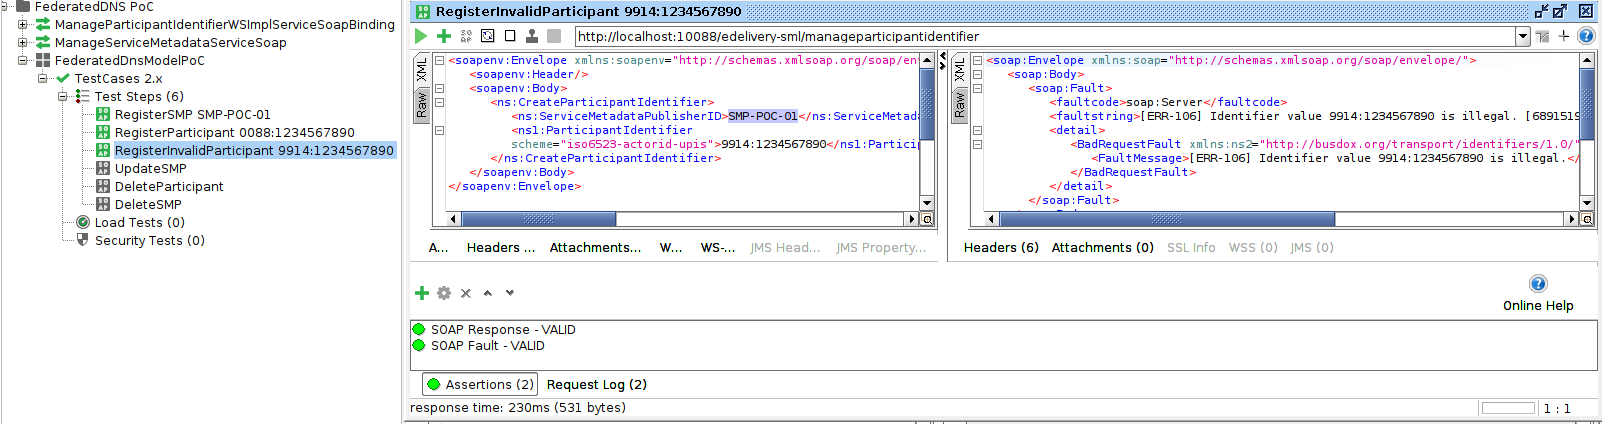 FederatedDNS PoC
ManageParticipantIdentifierWSImplServiceSoapBinding
ManageServiceMetadataServiceSoap
FederatedDnsModelPoC
TestCases 2.x
Test Steps (6)
RegisterSMP SMP-POC-01
RegisterParticipant 0088:1234567890
RegisterInvalidParticipant 9914:1234567890
UpdateSMP
DeleteParticipant
DeleteSMP
Load Tests (0)
Security Tests (0)
RegisterInvalidParticipant 9914:1234567890
http://localhost:10088/edelivery-sml/manageparticipantidentifier
XML
Raw
<soapenv:Envelope xmlns:soapenv="http://schemas.xmlsoap.org/soap/en
<soapenv:Header/>
<soapenv:Body>
<ns:CreateParticipantIdentifier>
<ns:ServiceMetadataPublisherID>SMP-POC-01</ns:ServiceMetad
<ns1:ParticipantIdentifier
scheme="iso6523-actorid-upis">9914:1234567890</ns1:Partici
</ns:CreateParticipantIdentifier>
</soapenv:Body>
</soapenv:Envelope>
A... Headers ... Attachments... W... WS-... JMS Head... JMS Property...
XML
Raw
<soap:Envelope xmlns:soap="http://schemas.xmlsoap.org/soap/envelope/">
<soap:Body>
<soap:Fault>
<faultcode>soap:Server</faultcode>
<faultstring>[ERR-106] Identifier value 9914:1234567890 is illegal. [6891519
<detail>
<BadRequestFault xmlns:ns2="http://busdox.org/transport/identifiers/1.0/"
<FaultMessage>[ERR-106] Identifier value 9914:1234567890 is illegal.</
</BadRequestFault>
</detail>
</soap:Fault>
Headers (6) Attachments (0) SSL Info WSS (0) JMS (0)
Online Help
SOAP Response - VALID
SOAP Fault - VALID
Assertions (2) Request Log (2)
response time: 230ms (531 bytes)
1 : 1